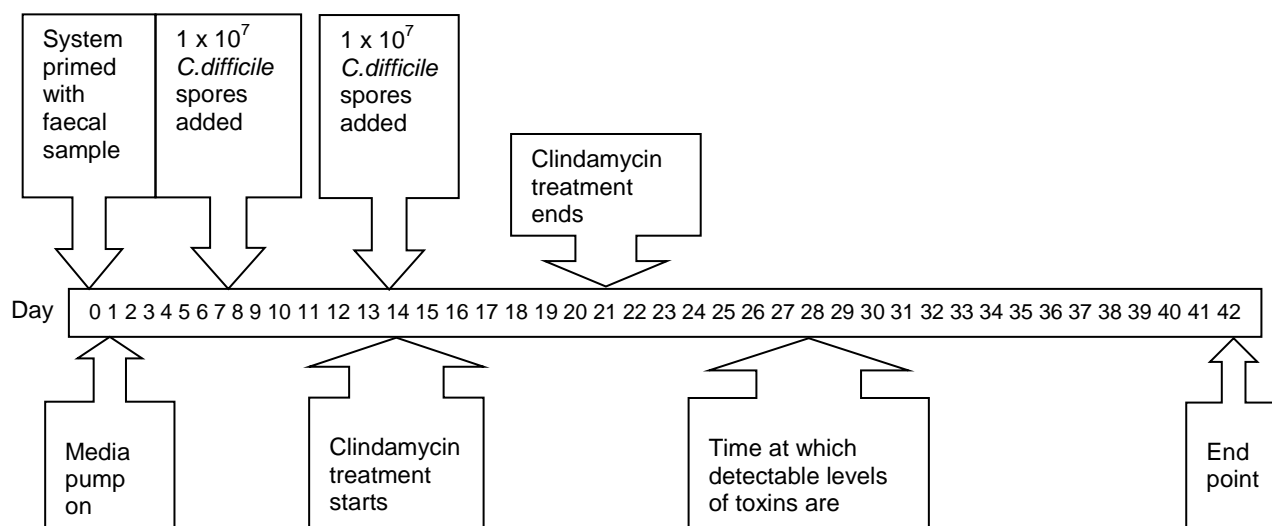 System
primed
with
faecal
sample
1 x 10⁷
C.difficile
spores
added
1 x 10⁷
C.difficile
spores
added
Clindamycin
treatment
ends
Day 0 1 2 3 4 5 6 7 8 9 10 11 12 13 14 15 16 17 18 19 20 21 22 23 24 25 26 27 28 29 30 31 32 33 34 35 36 37 38 39 40 41 42
Media
pump
on
Clindamycin
treatment
starts
Time at which
detectable levels
of toxins are
End
point